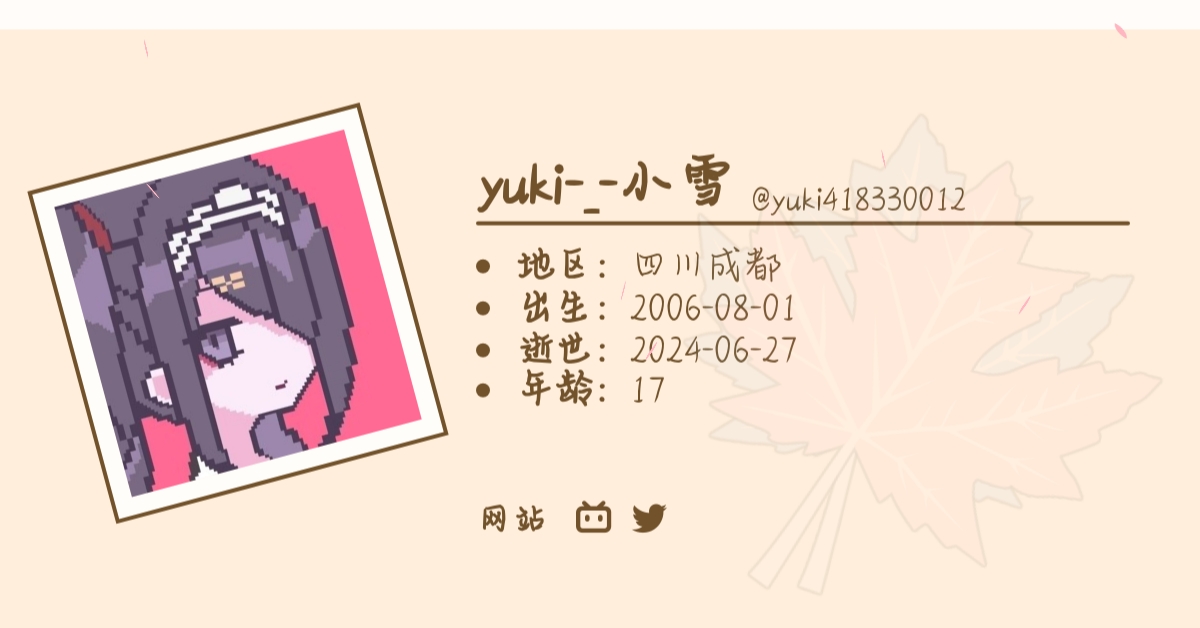 yuki-_-小雪 @yuki418330012
地区： 四川成都
出生： 2006-08-01
逝世： 2024-06-27
年龄： 17
网站